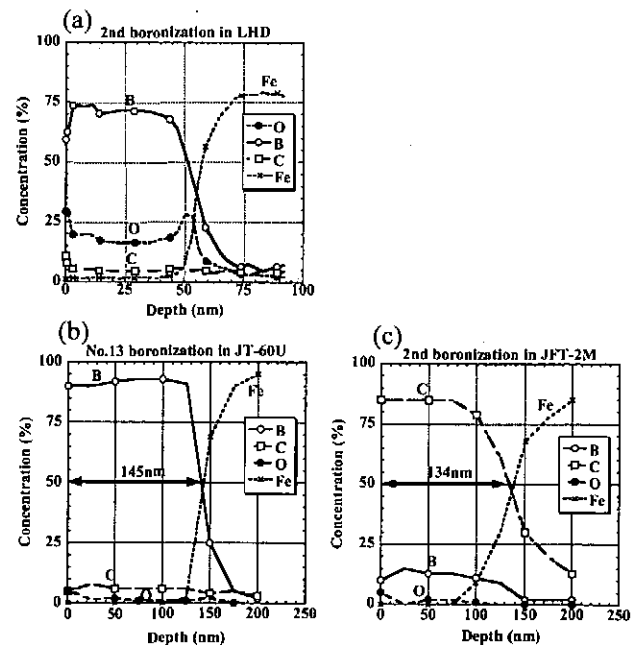 (a)
2nd boronization in LHD
Concentration (%)
100
75
50
25
0
B
Fe
O
C
O
B
C
Fe
0
25
50
75
100
Depth (nm)
(b)
No.13 boronization in JT-60U
Concentration (%)
100
75
50
25
0
B
Fe
145nm
C
O
B
C
O
Fe
0
50
100
150
200
250
Depth (nm)
(c)
2nd boronization in JFT-2M
Concentration (%)
100
75
50
25
0
C
Fe
134nm
B
O
B
C
O
Fe
0
50
100
150
200
250
Depth (nm)